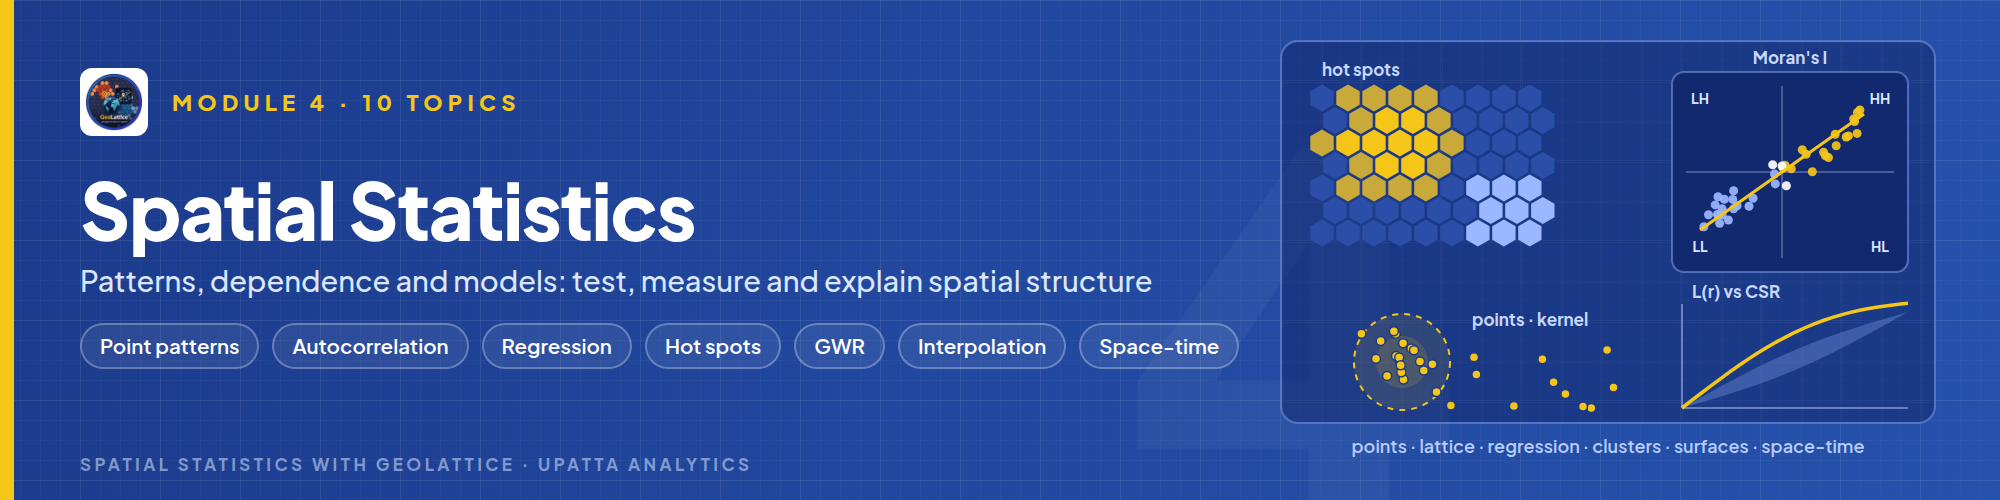 GeoLattice
MODULE 4 · 10 TOPICS
Spatial Statistics
Patterns, dependence and models: test, measure and explain spatial structure
Point patterns
Autocorrelation
Regression
Hot spots
GWR
Interpolation
Space-time
SPATIAL STATISTICS WITH GEOLATTICE · UPATTA ANALYTICS
4
hot spots
Moran's I
LH
HH
LL
HL
points · kernel
L(r) vs CSR
points · lattice · regression · clusters · surfaces · space-time